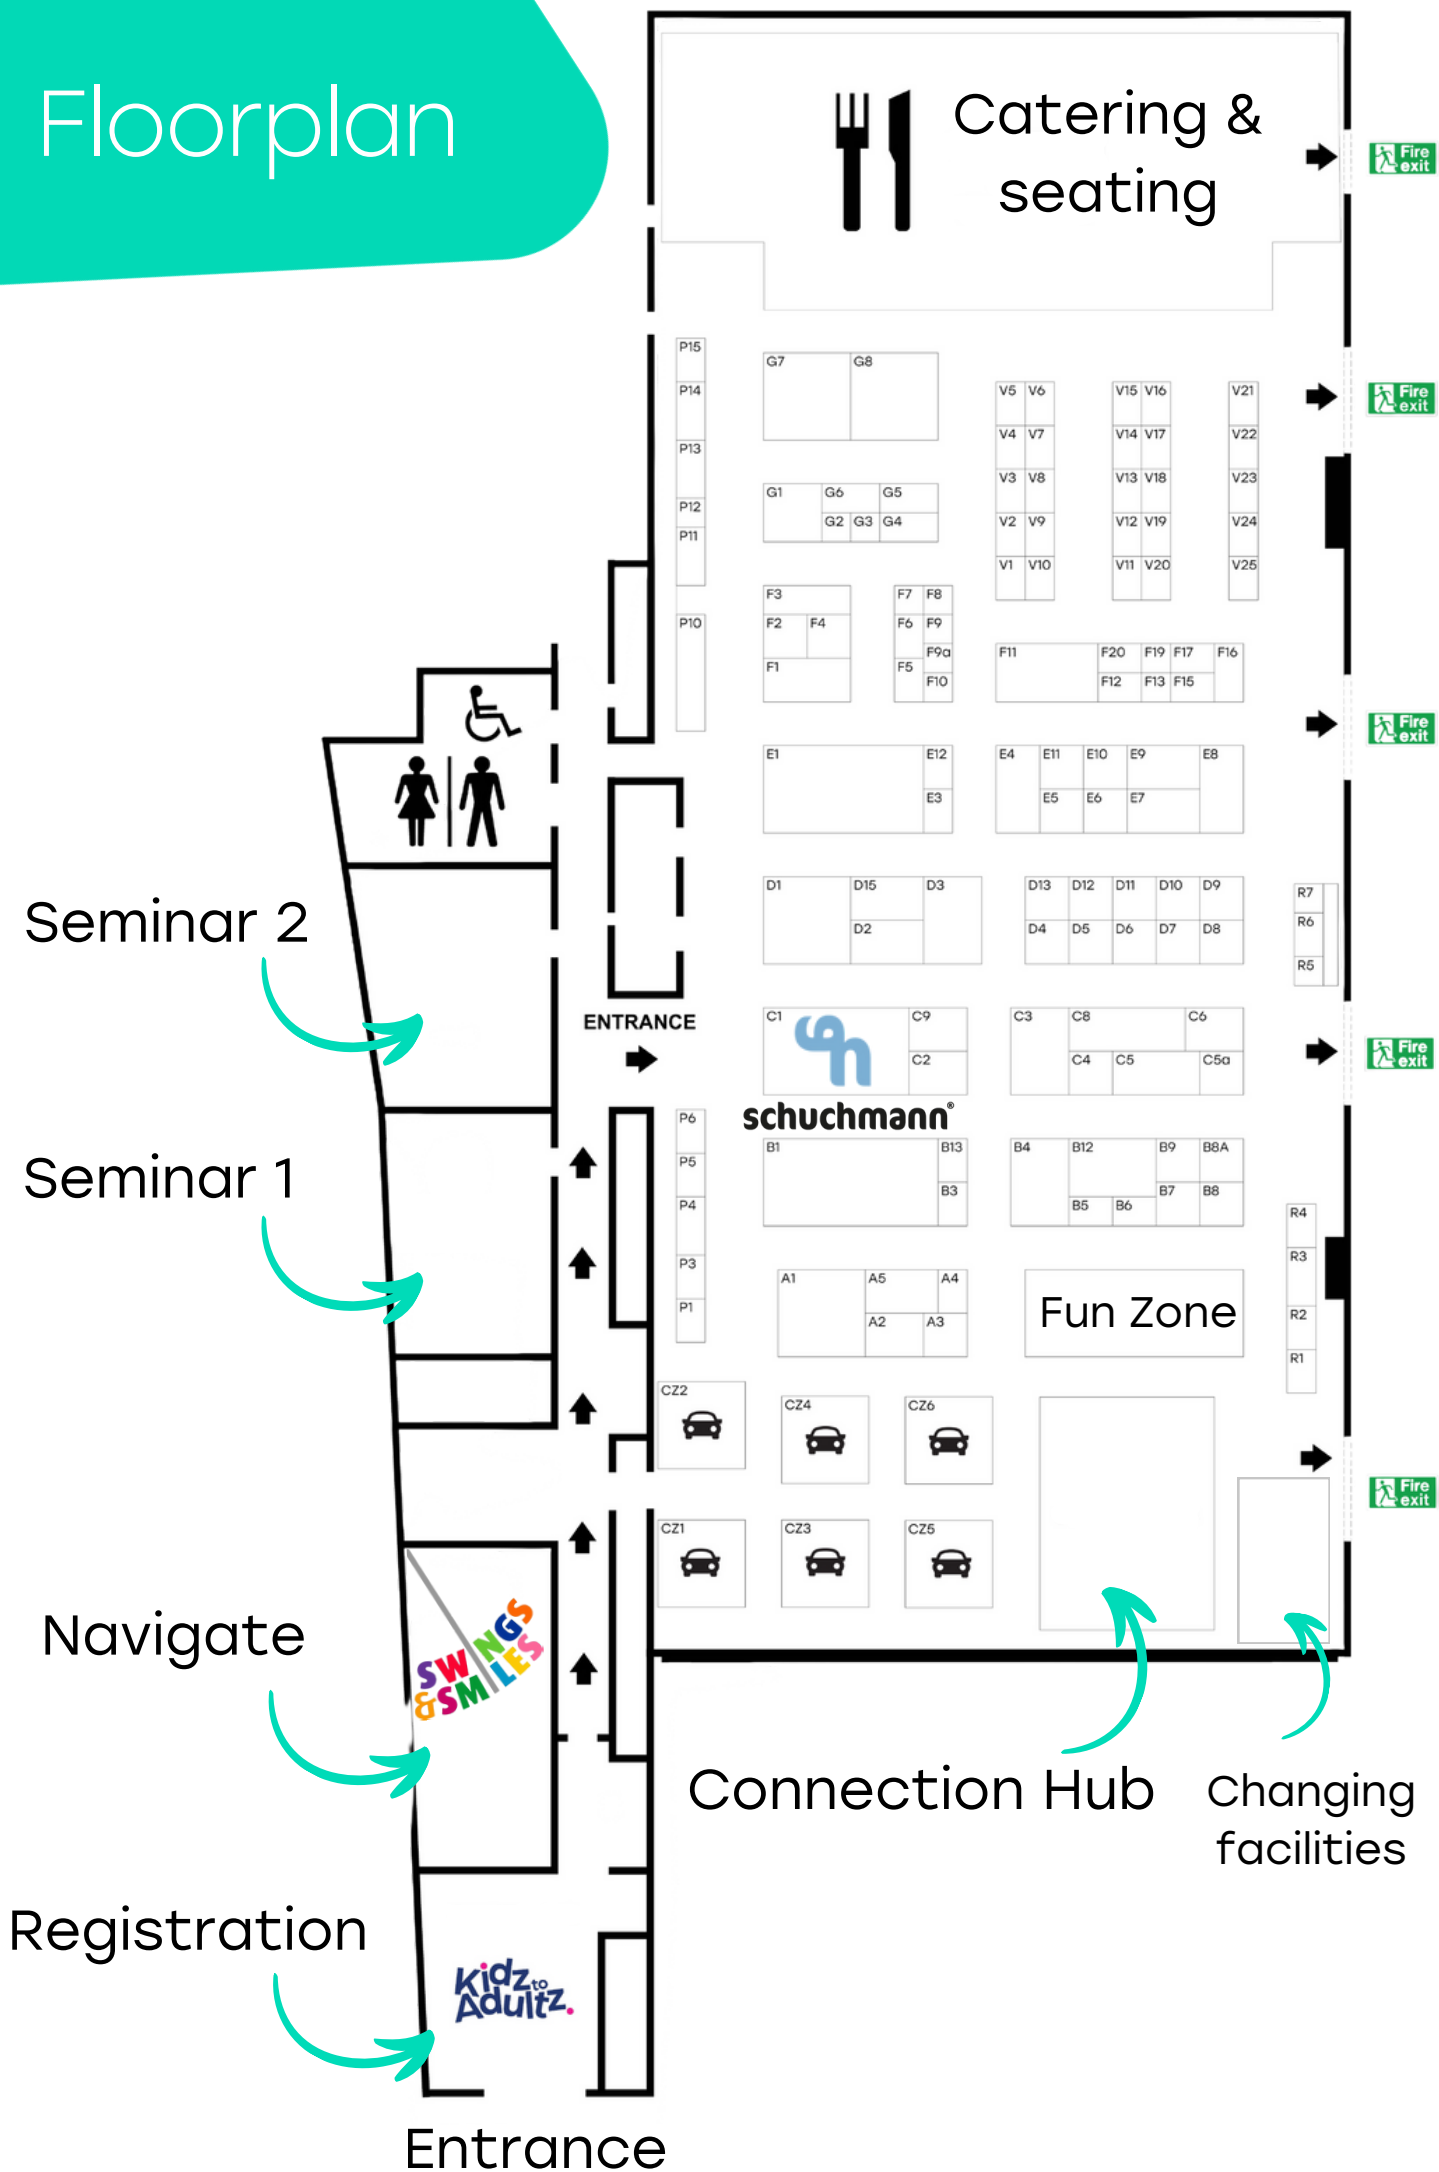 Floorplan
Catering &
seating
Fire
exit
P15
G7 G8
Fire
exit
P14
V5 V6 V15 V16 V21
P13
V4 V7 V14 V17 V22
V3 V8 V13 V18 V23
G1 G6 G5
P12
G2 G3 G4
V2 V9 V12 V19 V24
P11
V1 V10 V11 V20 V25
F3 F7 F8
P10 F2 F4 F6 F9
F9a
F11 F20 F19 F17 F16
F1 F5
F10
F12 F13 F15
Fire
exit
E1 E12 E4 E11 E10 E9 E8
E3 E5 E6 E7
D1 D15 D3 D13 D12 D11 D10 D9
R7
D2 D4 D5 D6 D7 D8
R6
R5
Seminar 2
ENTRANCE
C1 C9 C3 C8 C6
C2 C4 C5 C5a
Fire
exit
schuchmann®
P6
B1 B13 B4 B12 B9 B8A
P5
B3 B7 B8
P4
B5 B6
Seminar 1
R4
P3
R3
A1 A5 A4
Fun Zone
P1
A2 A3
R2
R1
CZ2
CZ4 CZ6
Fire
exit
CZ1 CZ3 CZ5
Navigate
SWINGS
&SMILES
Connection Hub
Changing
facilities
Registration
Kidz
to
Adultz.
Entrance